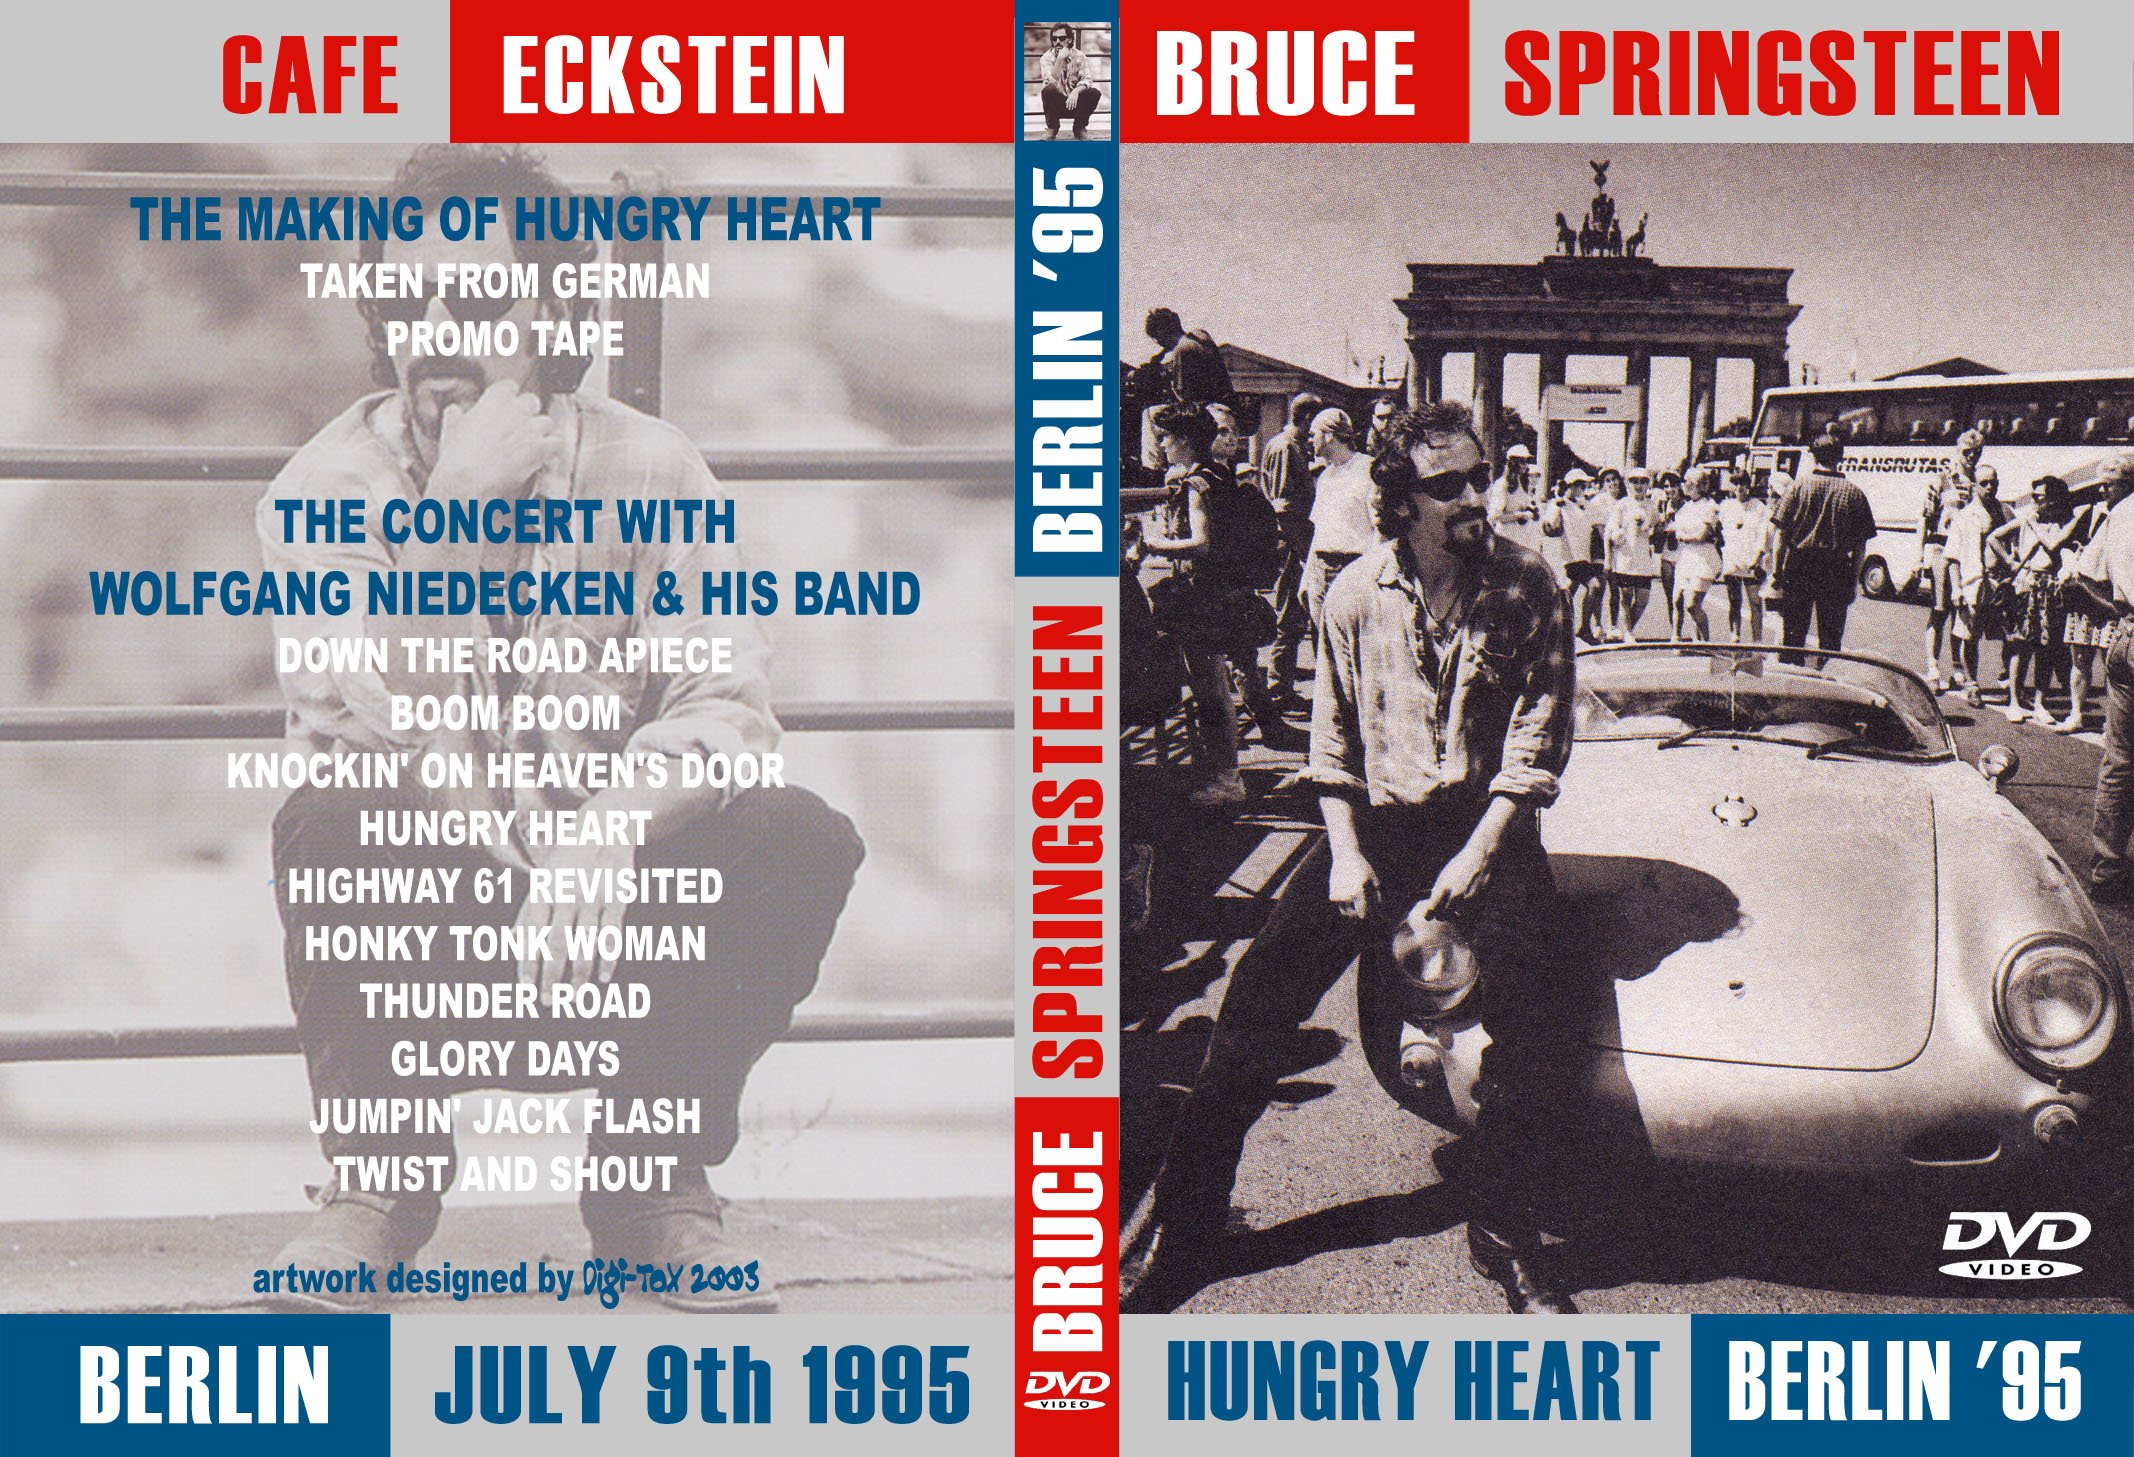 CAFE ECKSTEIN
THE MAKING OF HUNGRY HEART
TAKEN FROM GERMAN
PROMO TAPE
THE CONCERT WITH
WOLFGANG NIEDECKEN & HIS BAND
DOWN THE ROAD APIECE
BOOM BOOM
KNOCKIN' ON HEAVEN'S DOOR
HUNGRY HEART
HIGHWAY 61 REVISITED
HONKY TONK WOMAN
THUNDER ROAD
GLORY DAYS
JUMPIN' JACK FLASH
TWIST AND SHOUT
artwork designed by Digi-Tox 2003
BERLIN JULY 9th 1995
BRUCE SPRINGSTEEN BERLIN '95
DVD
VIDEO
BRUCE SPRINGSTEEN
TRANSRUTAS
DVD
VIDEO
HUNGRY HEART BERLIN '95